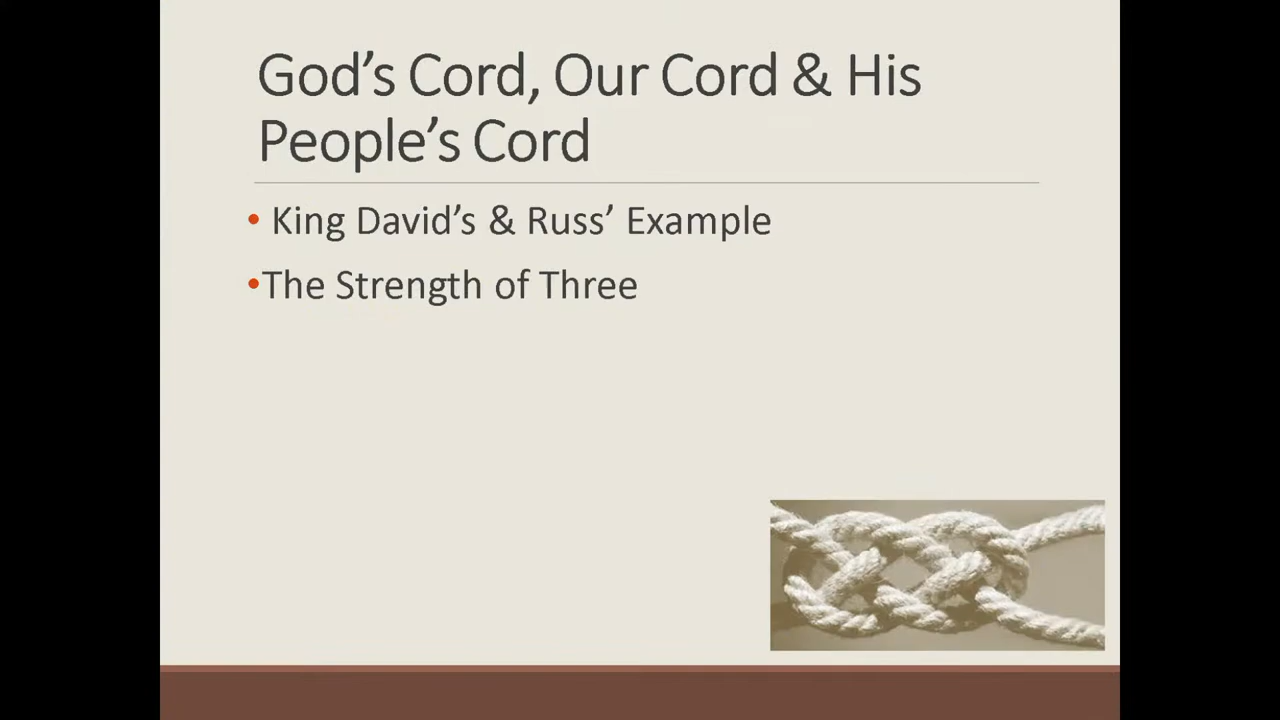 God’s Cord, Our Cord & His
People’s Cord
• King David’s & Russ’ Example
•The Strength of Three